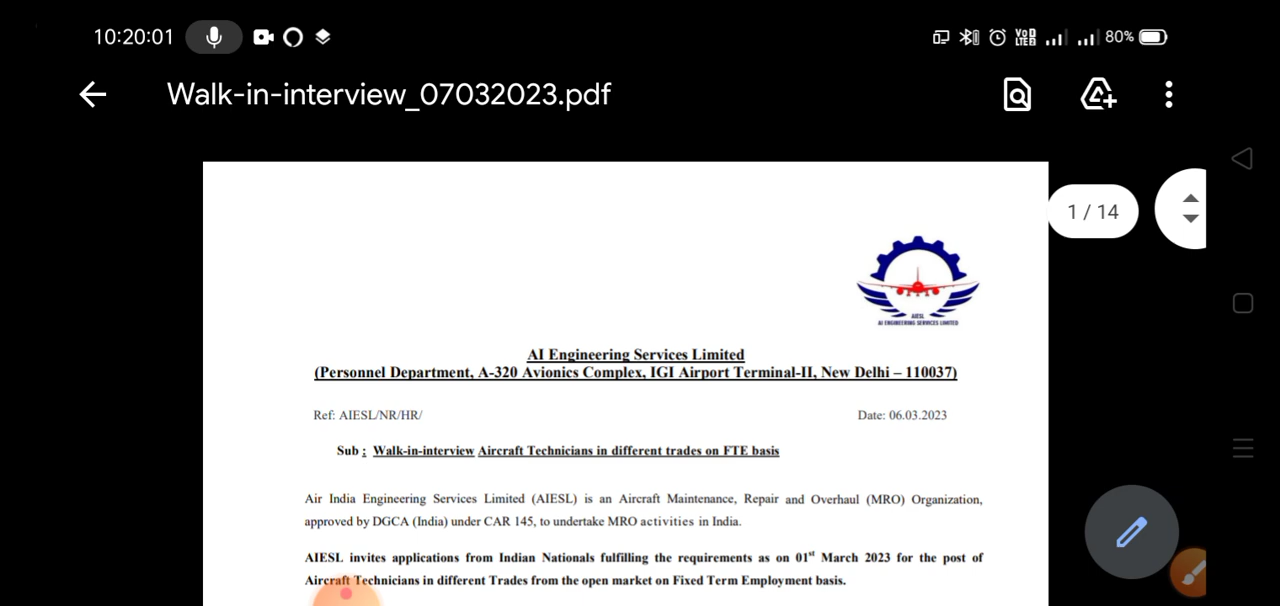 10:20:01 VoD LTE 80%
Walk-in-interview_07032023.pdf
1 / 14
AIESL
AI ENGINEERING SERVICES LIMITED
AI Engineering Services Limited
(Personnel Department, A-320 Avionics Complex, IGI Airport Terminal-II, New Delhi – 110037)
Ref: AIESL/NR/HR/ Date: 06.03.2023
Sub : Walk-in-interview Aircraft Technicians in different trades on FTE basis
Air India Engineering Services Limited (AIESL) is an Aircraft Maintenance, Repair and Overhaul (MRO) Organization,
approved by DGCA (India) under CAR 145, to undertake MRO activities in India.
AIESL invites applications from Indian Nationals fulfilling the requirements as on 01st March 2023 for the post of
Aircraft Technicians in different Trades from the open market on Fixed Term Employment basis.